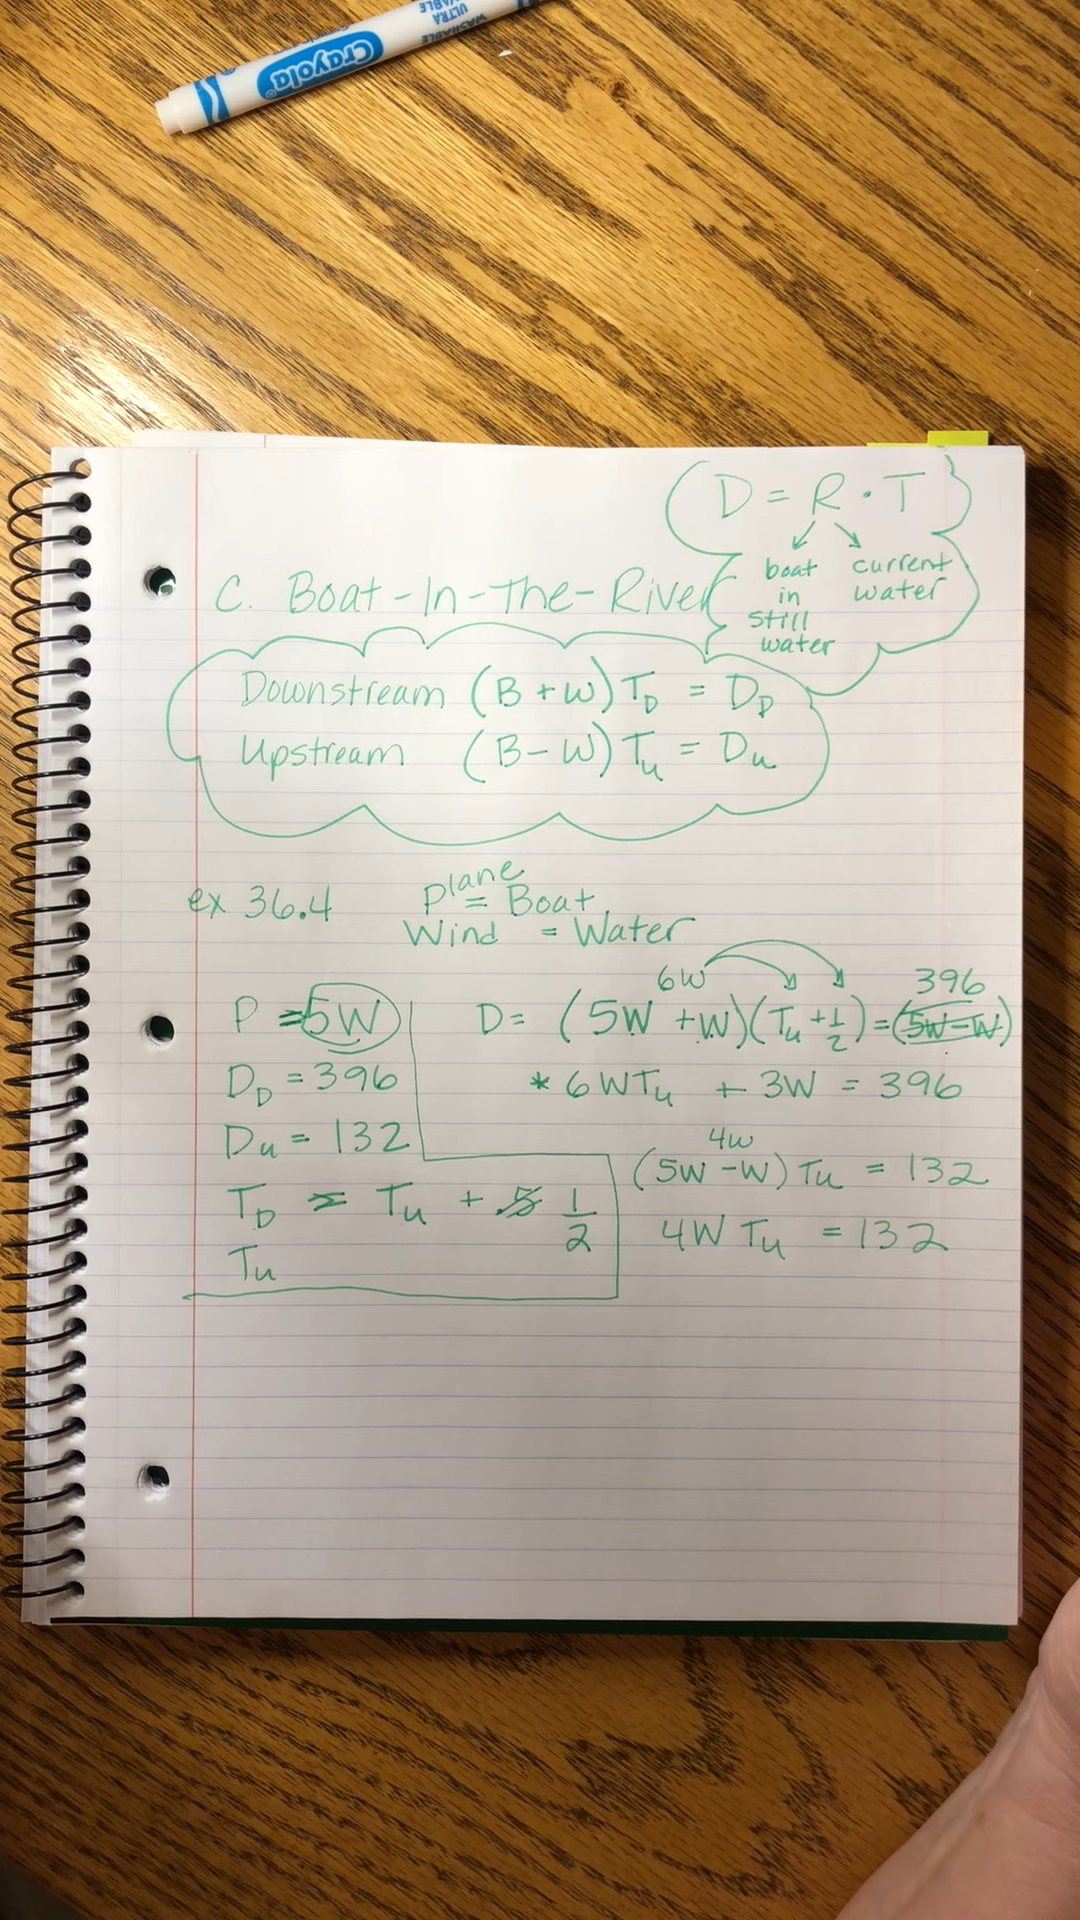 Crayola
ULTRA
WASHABLE
D = R · T
boat in still water
current water
C. Boat-In-The-River
Downstream (B + W) T_D = D_D
Upstream (B - W) T_u = D_u
ex 36.4
Plane = Boat
Wind = Water
6W
396
P = 5W
D = (5W + W)(T_u + 1/2) = (5W - W)
D_D = 396
* 6WT_u + 3W = 396
D_u = 132
4w
(5W - W) T_u = 132
T_D = T_u + 5 1/2
4W T_u = 132
T_u